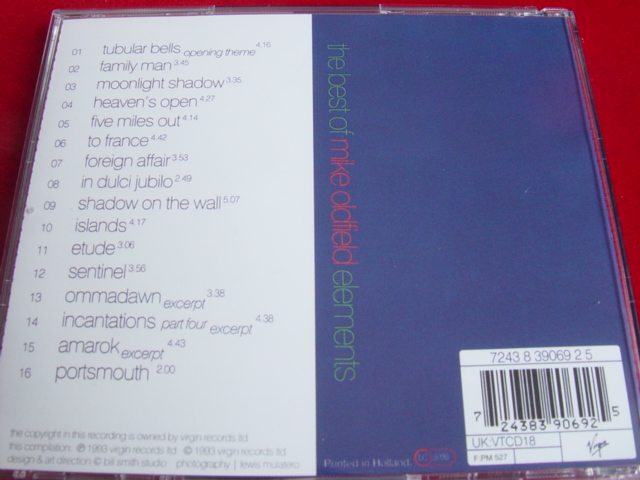 01 tubular bells opening theme 4.16
02 family man 3.45
03 moonlight shadow 3.35
04 heaven's open 4.27
05 five miles out 4.14
06 to france 4.42
07 foreign affair 3.53
08 in dulci jubilo 2.49
09 shadow on the wall 5.07
10 islands 4.17
11 etude 3.06
12 sentinel 3.56
13 ommadawn excerpt 3.38
14 incantations part four excerpt 4.38
15 amarok excerpt 4.43
16 portsmouth 2.00
the copyright in this recording is owned by virgin records ltd
this compilation, ℗ 1993 virgin records ltd © 1993 virgin records ltd
design & art direction © bill smith studio photography | lewis mulatero
the best of mike oldfield elements
7243 8 39069 2 5
7 24383 90692 5
UK:VTCD18
F:PM 527
Virgin
Printed in Holland.